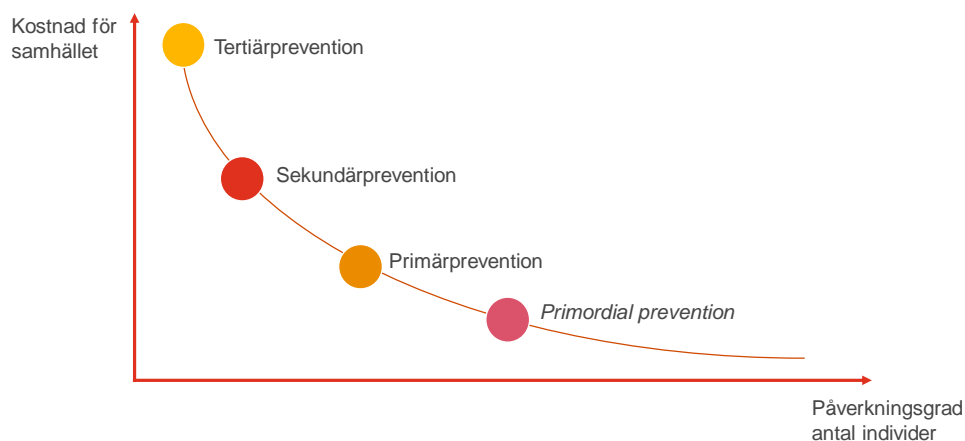 Kostnad för
samhället
Tertiärprevention
Sekundärprevention
Primärprevention
Primordial prevention
Påverkningsgrad
antal individer